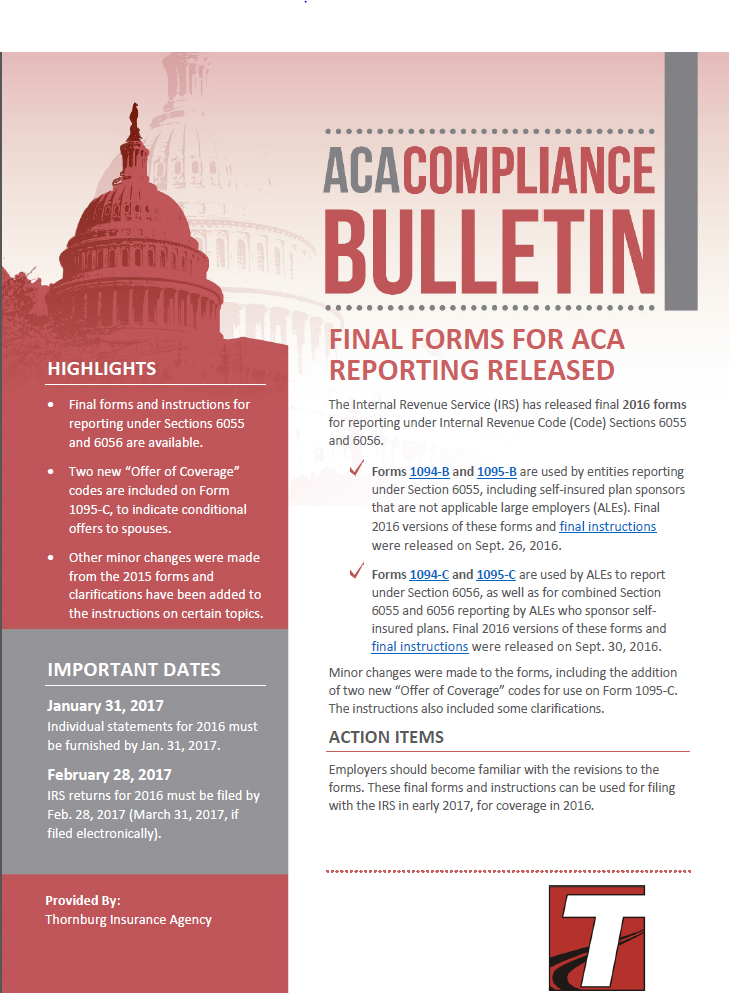 ACACOMPLIANCE
BULLETIN
FINAL FORMS FOR ACA
REPORTING RELEASED
The Internal Revenue Service (IRS) has released final 2016 forms
for reporting under Internal Revenue Code (Code) Sections 6055
and 6056.
Forms 1094-B and 1095-B are used by entities reporting
under Section 6055, including self-insured plan sponsors
that are not applicable large employers (ALEs). Final
2016 versions of these forms and final instructions
were released on Sept. 26, 2016.
Forms 1094-C and 1095-C are used by ALEs to report
under Section 6056, as well as for combined Section
6055 and 6056 reporting by ALEs who sponsor self-
insured plans. Final 2016 versions of these forms and
final instructions were released on Sept. 30, 2016.
Minor changes were made to the forms, including the addition
of two new “Offer of Coverage” codes for use on Form 1095-C.
The instructions also included some clarifications.
ACTION ITEMS
Employers should become familiar with the revisions to the
forms. These final forms and instructions can be used for filing
with the IRS in early 2017, for coverage in 2016.
HIGHLIGHTS
• Final forms and instructions for
reporting under Sections 6055
and 6056 are available.
• Two new “Offer of Coverage”
codes are included on Form
1095-C, to indicate conditional
offers to spouses.
• Other minor changes were made
from the 2015 forms and
clarifications have been added to
the instructions on certain topics.
IMPORTANT DATES
January 31, 2017
Individual statements for 2016 must
be furnished by Jan. 31, 2017.
February 28, 2017
IRS returns for 2016 must be filed by
Feb. 28, 2017 (March 31, 2017, if
filed electronically).
Provided By:
Thornburg Insurance Agency
T